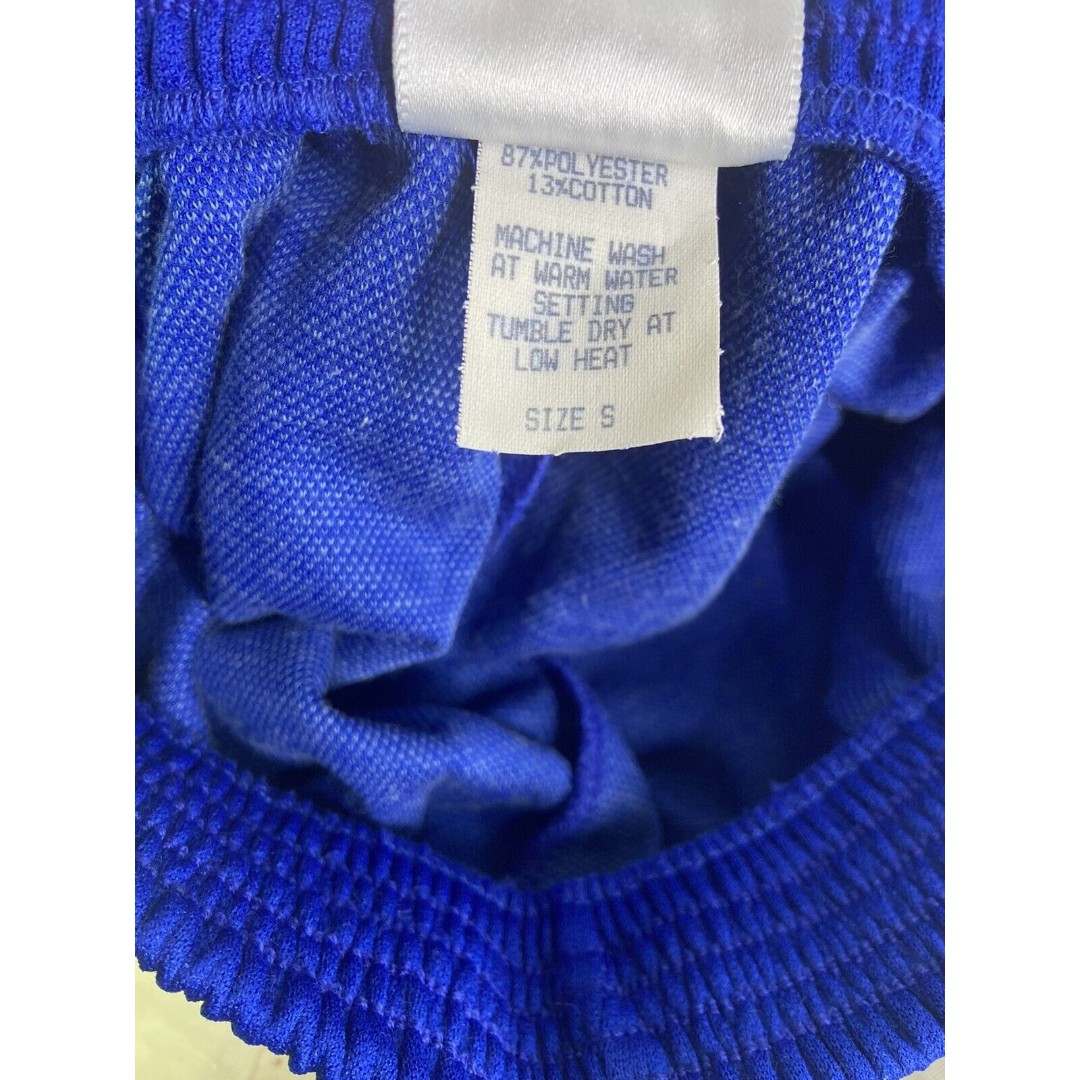 87%POLYESTER
13%COTTON
MACHINE WASH
AT WARM WATER
SETTING
TUMBLE DRY AT
LOW HEAT
SIZE S